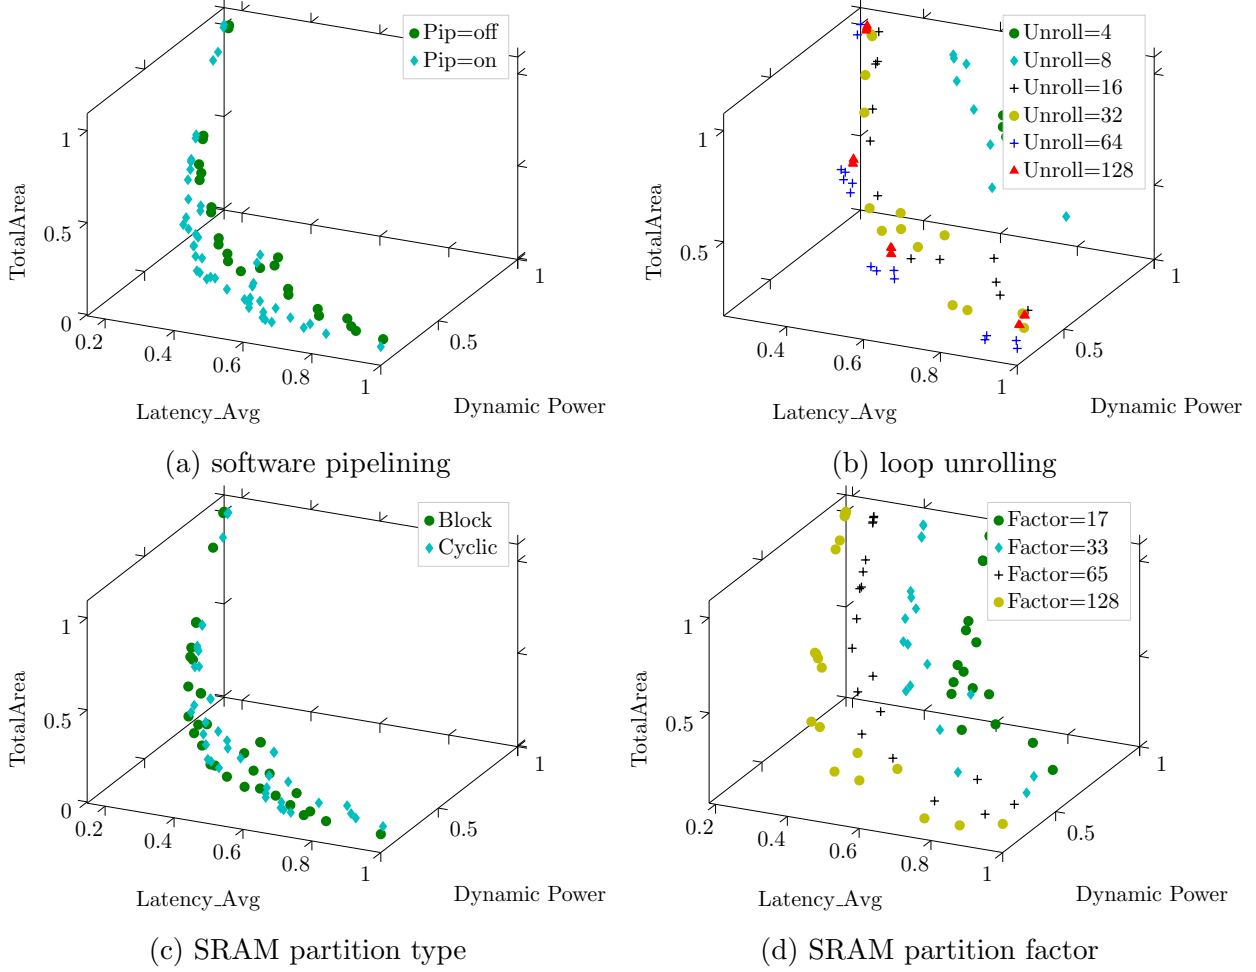 Pip=off
Pip=on
1
0.5
0
0.2
0.4
0.6
0.8
1
0.5
1
TotalArea
Latency_Avg
Dynamic Power
(a) software pipelining
Unroll=4
Unroll=8
Unroll=16
Unroll=32
Unroll=64
Unroll=128
1
0.5
0.4
0.6
0.8
1
0.5
1
TotalArea
Latency_Avg
Dynamic Power
(b) loop unrolling
Block
Cyclic
1
0.5
0
0.2
0.4
0.6
0.8
1
0.5
1
TotalArea
Latency_Avg
Dynamic Power
(c) SRAM partition type
Factor=17
Factor=33
Factor=65
Factor=128
1
0.5
0.2
0.4
0.6
0.8
1
0.5
1
TotalArea
Latency_Avg
Dynamic Power
(d) SRAM partition factor